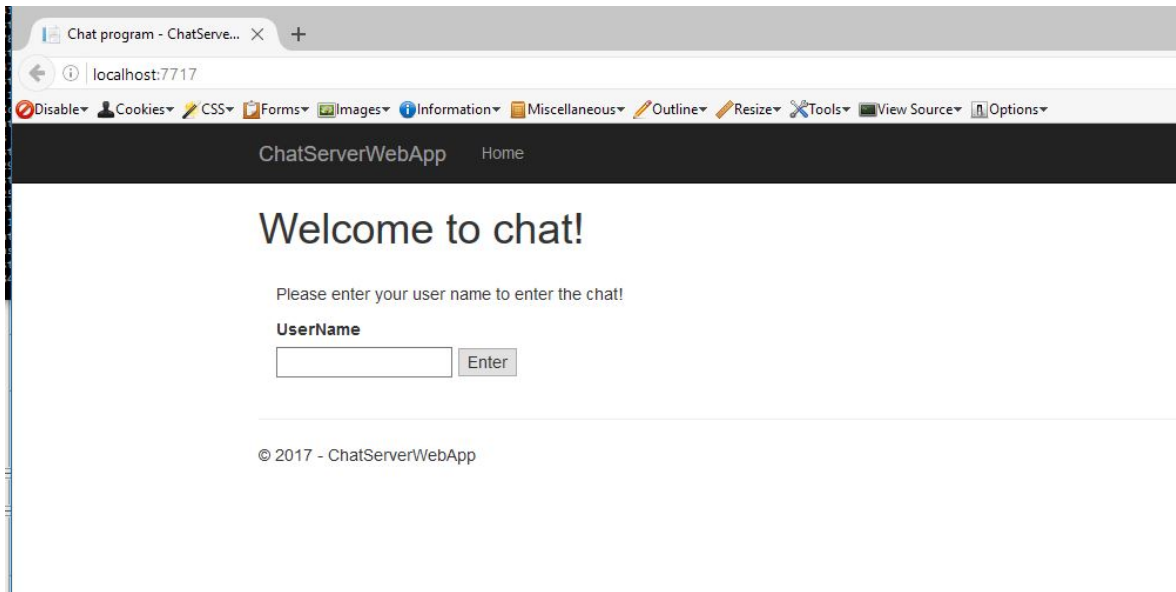 Chat program - ChatServe...
localhost:7717
Disable Cookies CSS Forms Images Information Miscellaneous Outline Resize Tools View Source Options
ChatServerWebApp Home
Welcome to chat!
Please enter your user name to enter the chat!
UserName
Enter
© 2017 - ChatServerWebApp